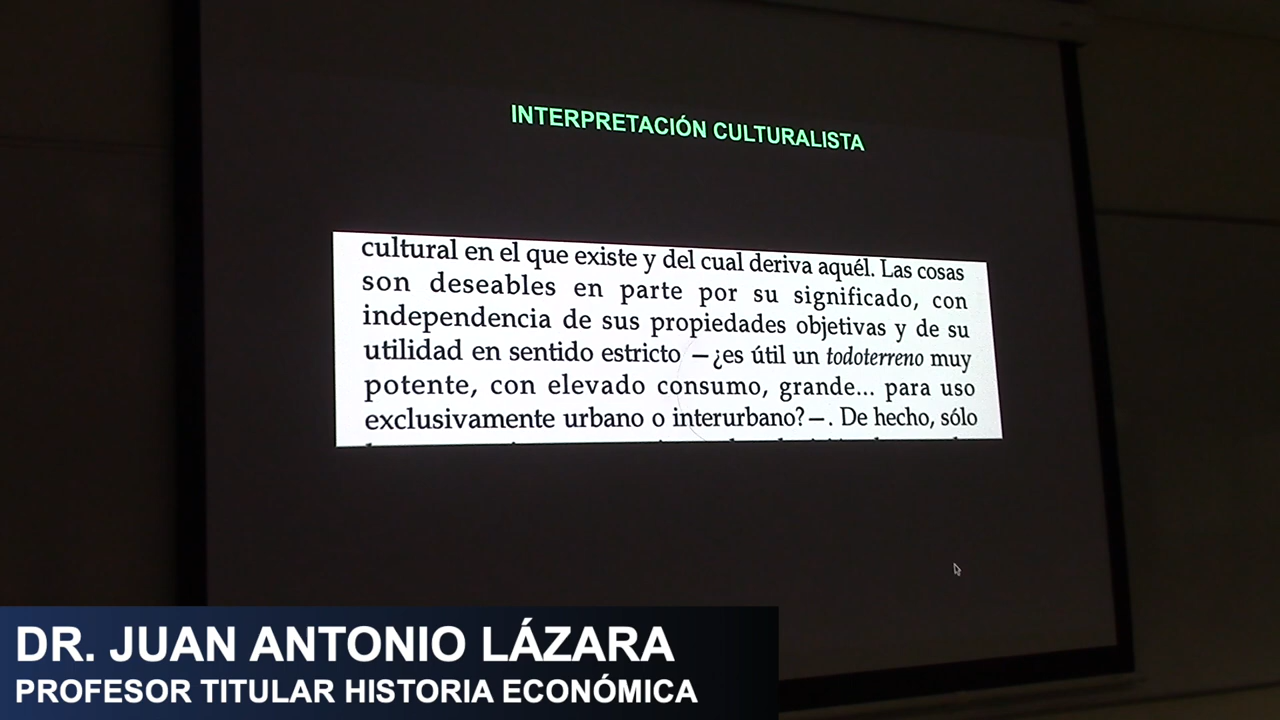 INTERPRETACIÓN CULTURALISTA
cultural en el que existe y del cual deriva aquél. Las cosas
son deseables en parte por su significado, con
independencia de sus propiedades objetivas y de su
utilidad en sentido estricto —¿es útil un todoterreno muy
potente, con elevado consumo, grande... para uso
exclusivamente urbano o interurbano?—. De hecho, sólo
DR. JUAN ANTONIO LÁZARA
PROFESOR TITULAR HISTORIA ECONÓMICA